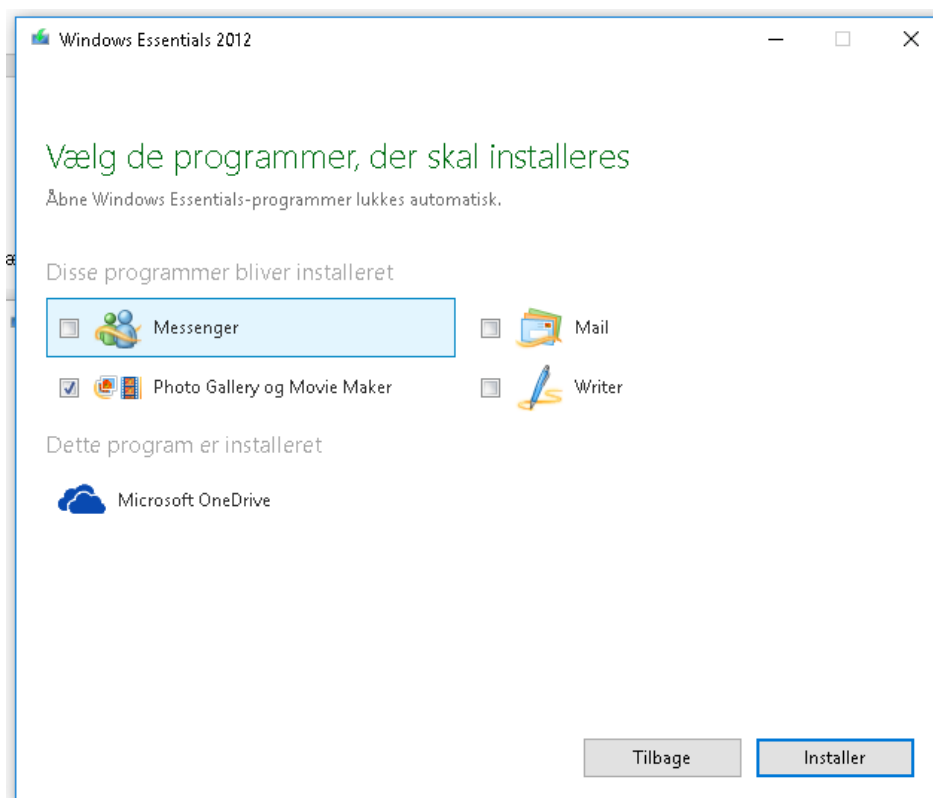 Windows Essentials 2012
Vælg de programmer, der skal installeres
Åbne Windows Essentials-programmer lukkes automatisk.
Disse programmer bliver installeret
Messenger
Mail
Photo Gallery og Movie Maker
Writer
Dette program er installeret
Microsoft OneDrive
Tilbage
Installer